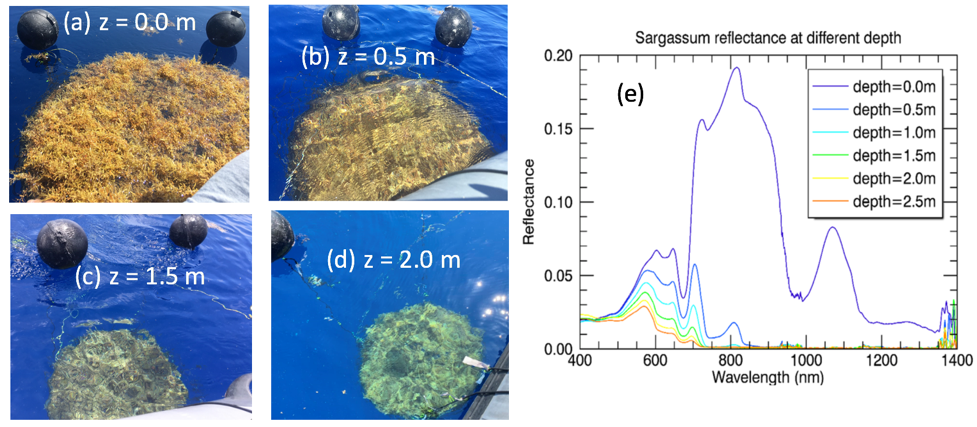 (a) z = 0.0 m
(b) z = 0.5 m
(c) z = 1.5 m
(d) z = 2.0 m
Sargassum reflectance at different depth
(e)
depth=0.0m
depth=0.5m
depth=1.0m
depth=1.5m
depth=2.0m
depth=2.5m
Reflectance
0.20
0.15
0.10
0.05
0.00
400 600 800 1000 1200 1400
Wavelength (nm)